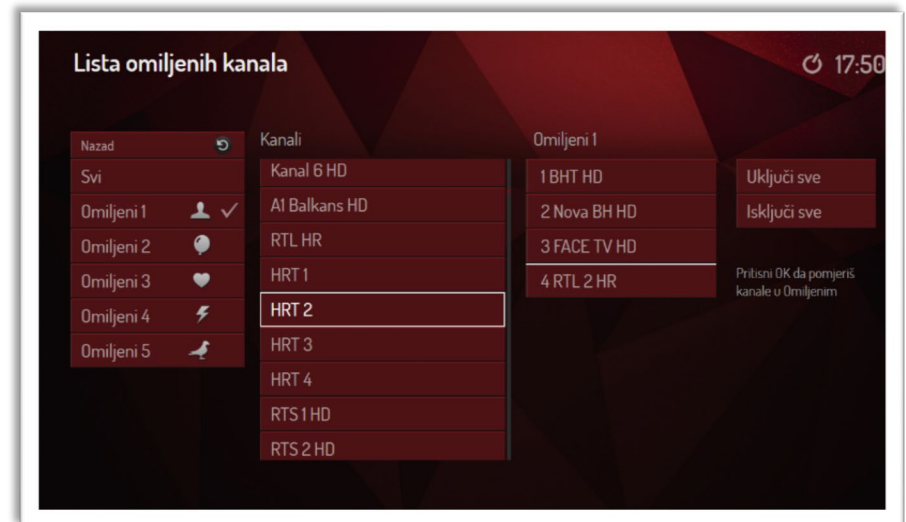 Lista omiljenih kanala
17:50
Nazad
Svi
Omiljeni 1
Omiljeni 2
Omiljeni 3
Omiljeni 4
Omiljeni 5
Kanali
Kanal 6 HD
A1 Balkans HD
RTL HR
HRT 1
HRT 2
HRT 3
HRT 4
RTS 1 HD
RTS 2 HD
Omiljeni 1
1 BHT HD
2 Nova BH HD
3 FACE TV HD
4 RTL 2 HR
Uključi sve
Isključi sve
Pritisni OK da pomjeriš
kanale u Omiljenim